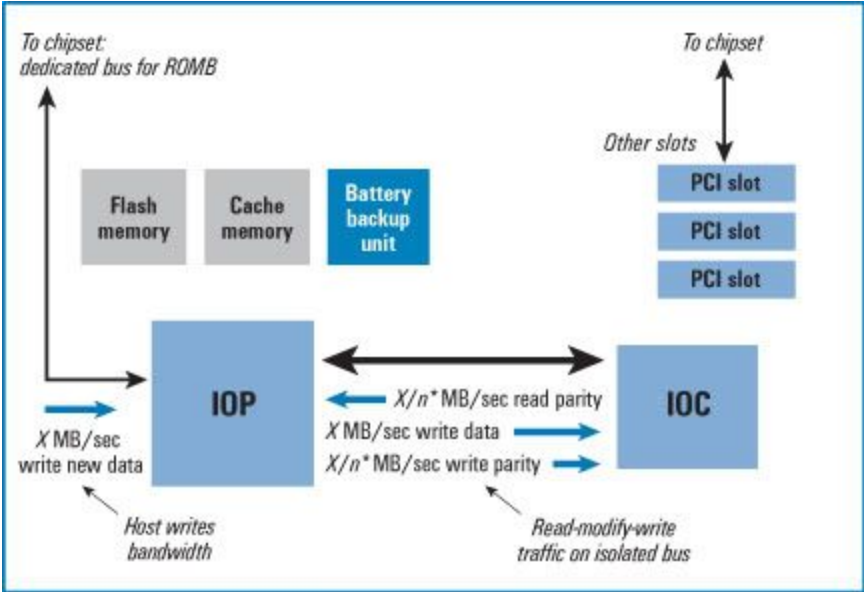 To chipset:
dedicated bus for ROMB
To chipset
Other slots
PCI slot
PCI slot
PCI slot
Flash
memory
Cache
memory
Battery
backup
unit
IOP
IOC
X/n* MB/sec read parity
X MB/sec write data
X/n* MB/sec write parity
X MB/sec
write new data
Host writes
bandwidth
Read-modify-write
traffic on isolated bus